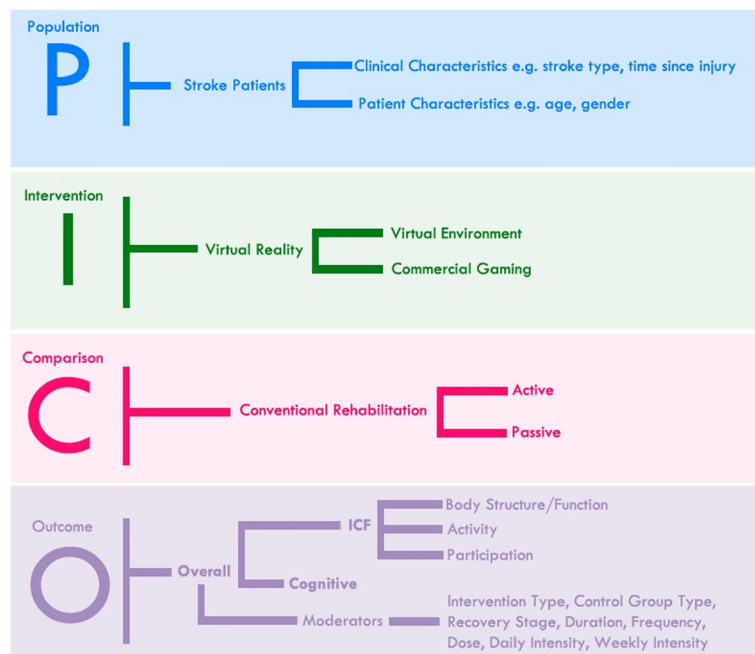 Population
P
Stroke Patients
Clinical Characteristics e.g. stroke type, time since injury
Patient Characteristics e.g. age, gender
Intervention
I
Virtual Reality
Virtual Environment
Commercial Gaming
Comparison
C
Conventional Rehabilitation
Active
Passive
Outcome
O
Overall
ICF
Body Structure/Function
Activity
Participation
Cognitive
Moderators
Intervention Type, Control Group Type,
Recovery Stage, Duration, Frequency,
Dose, Daily Intensity, Weekly Intensity